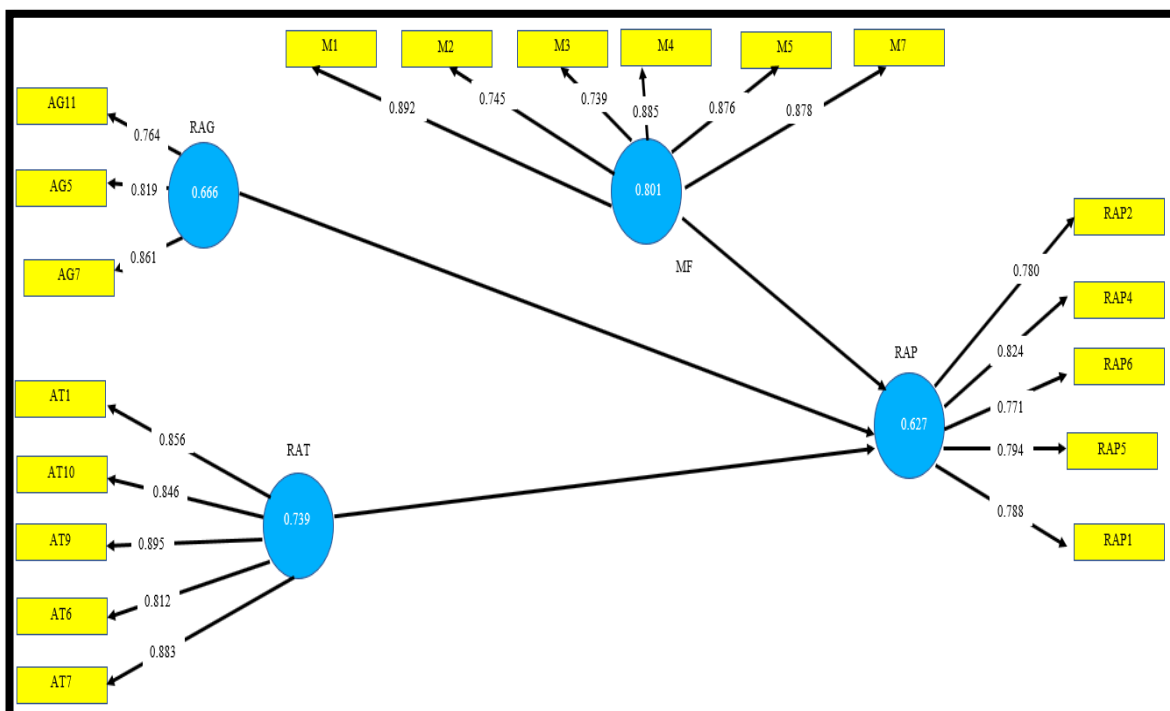 M1
M2
M3
M4
M5
M7
0.892
0.745
0.739
0.885
0.876
0.878
AG11
AG5
AG7
0.764
0.819
0.861
RAG
0.666
0.801
MF
RAP2
RAP4
RAP6
RAP5
RAP1
0.780
0.824
0.771
0.794
0.788
RAP
0.627
AT1
AT10
AT9
AT6
AT7
0.856
0.846
0.895
0.812
0.883
RAT
0.739